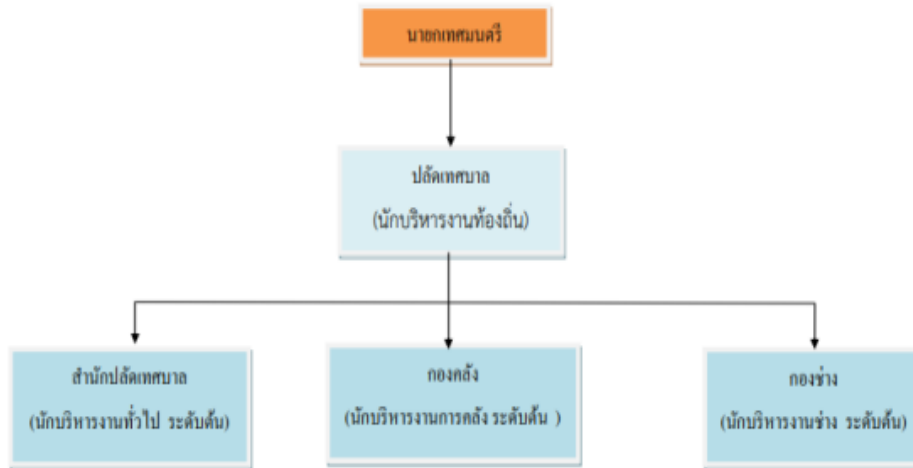 นายกเทศมนตรี
ปลัดเทศบาล
(นักบริหารงานท้องถิ่น)
สำนักปลัดเทศบาล
(นักบริหารงานทั่วไป ระดับต้น)
กองคลัง
(นักบริหารงานการคลัง ระดับต้น )
กองช่าง
(นักบริหารงานช่าง ระดับต้น)